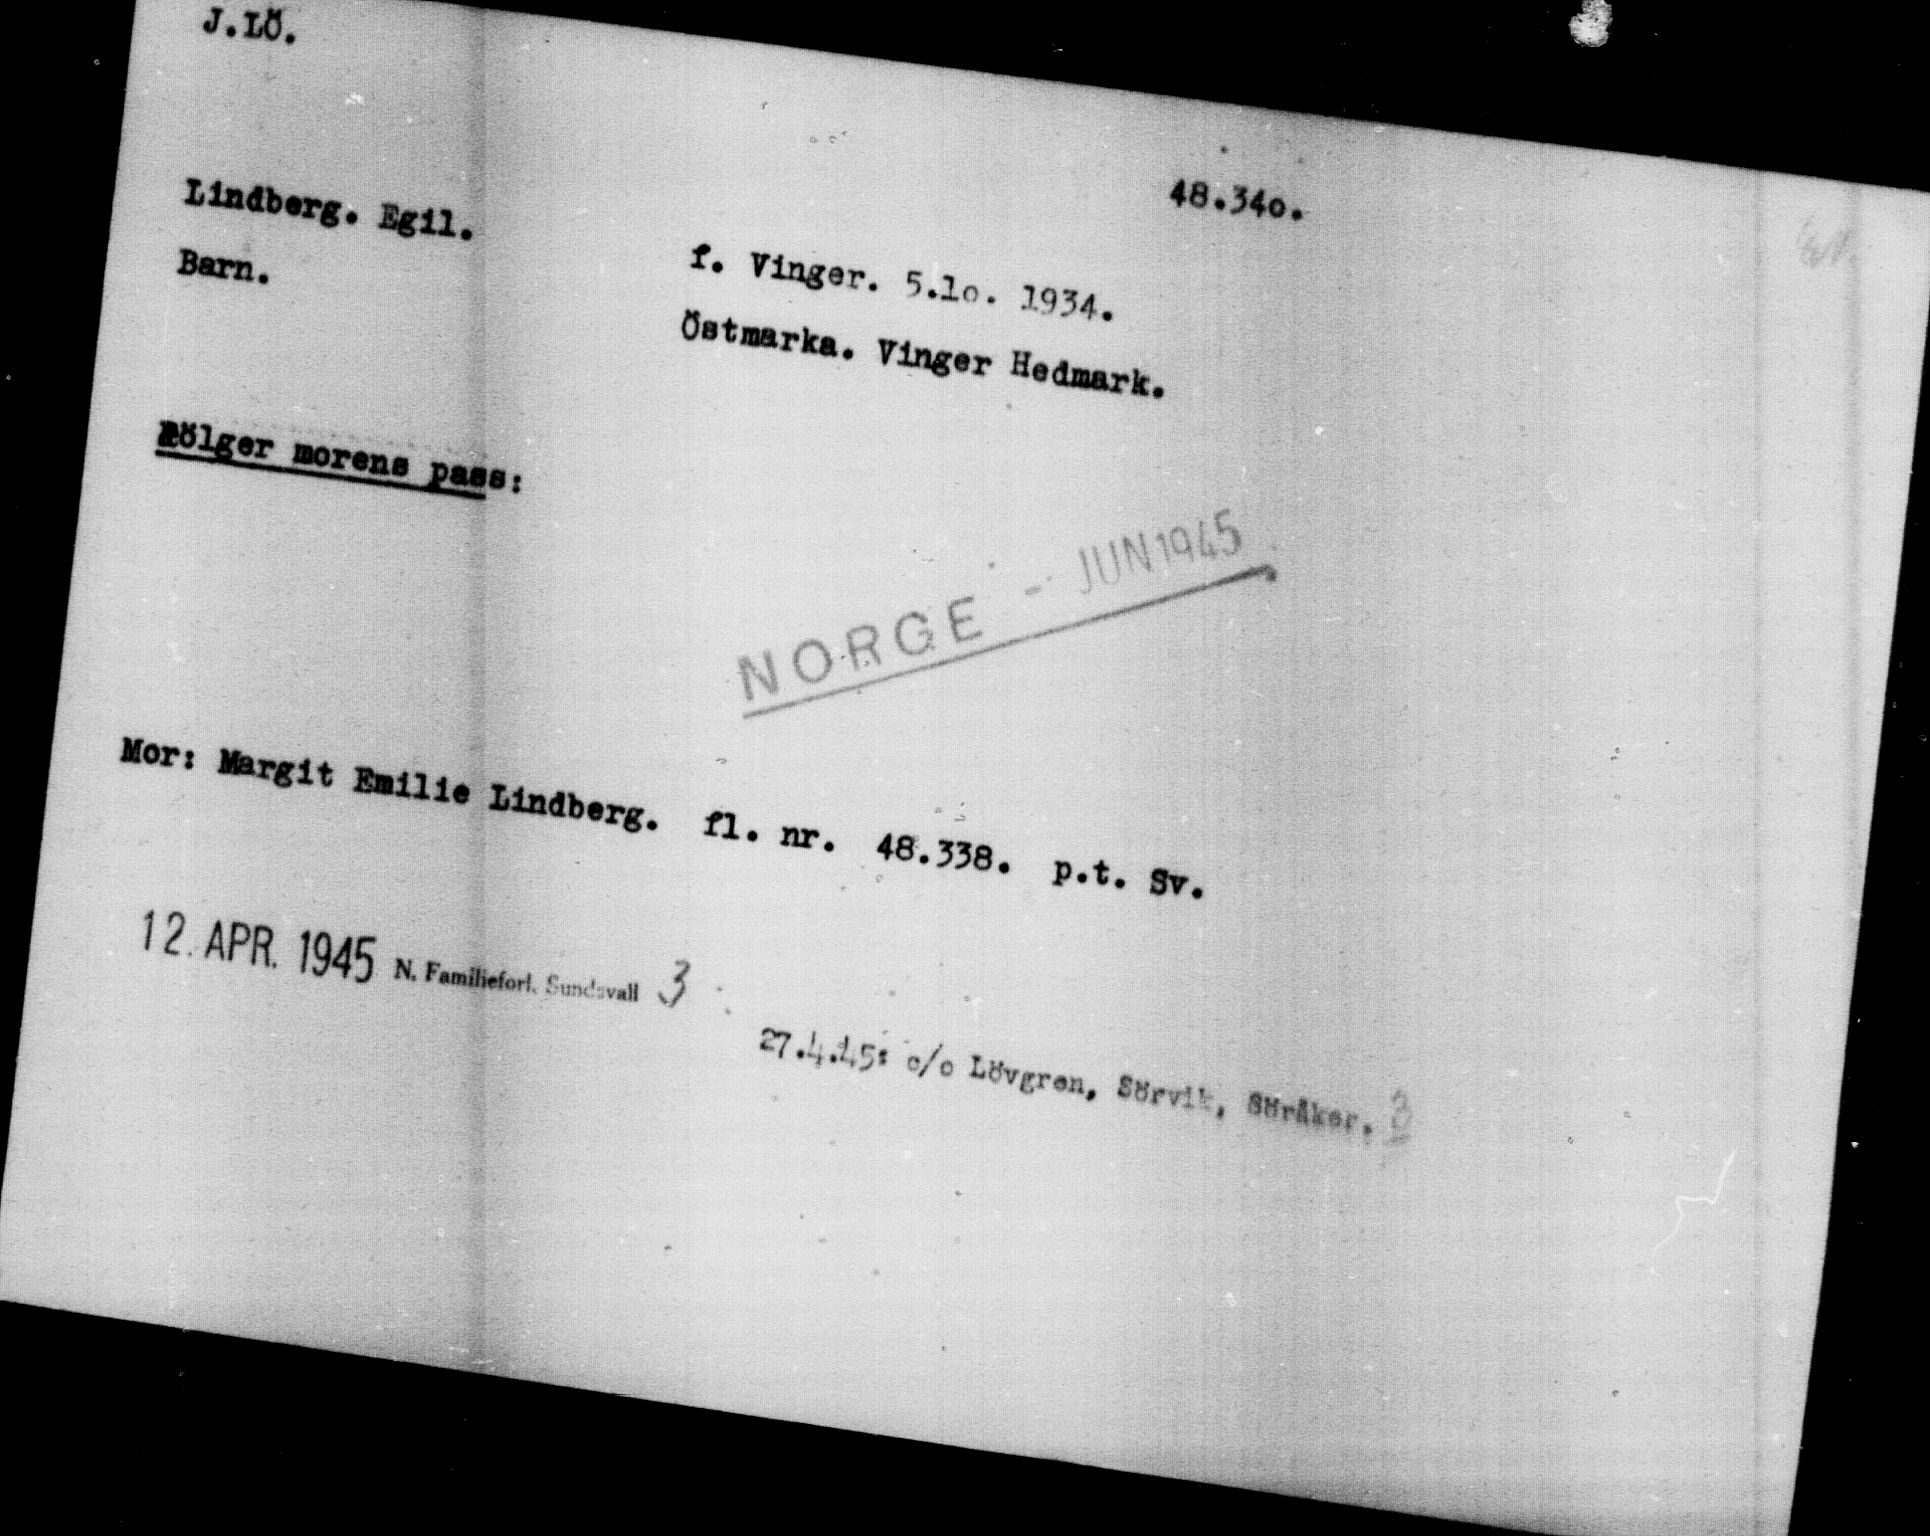 J.LÖ.
48.34o.
Lindberg. Egil.
f. Vinger. 5.1o. 1934.
Barn.
Östmarka. Vinger Hedmark.
Fölger morens pass:
NORGE - JUN 1945
Mor: Margit Emilie Lindberg. fl. nr. 48.338. p.t. Sv.
12. APR. 1945 N. Familieforl. Sundsvall 3
27.4.45: c/o Lövgren, Sörvik, Söråker. 3